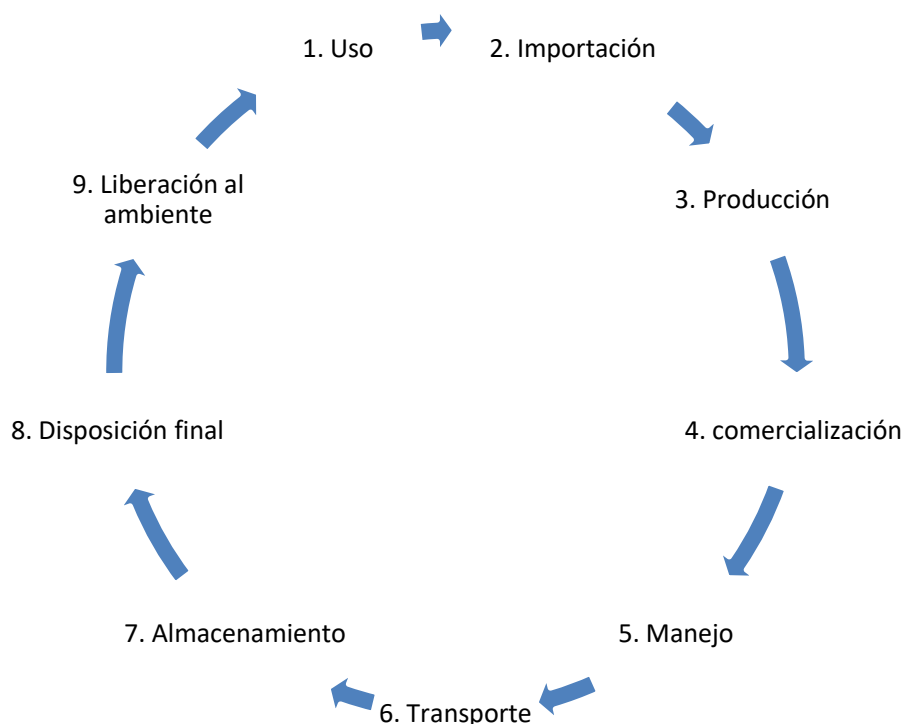 1. Uso
2. Importación
3. Producción
4. comercialización
5. Manejo
6. Transporte
7. Almacenamiento
8. Disposición final
9. Liberación al
ambiente